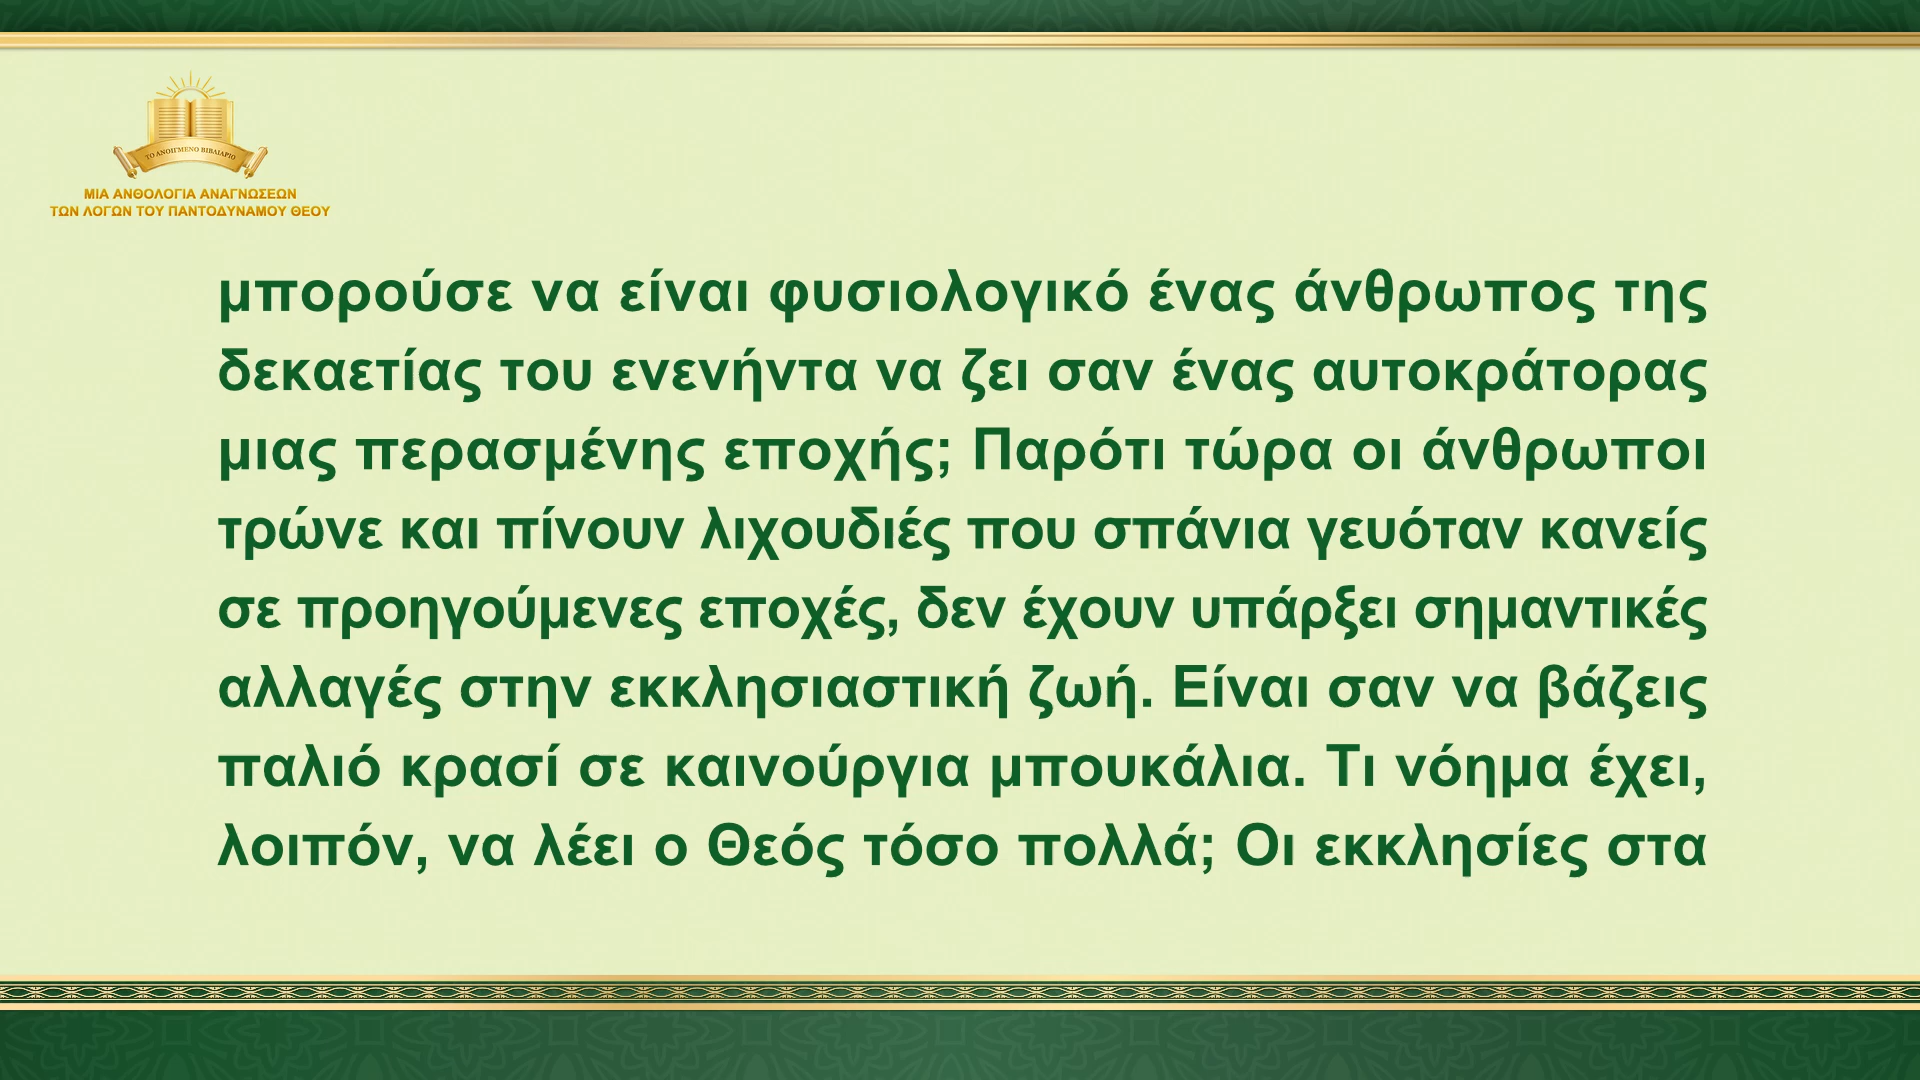 ΤΟ ΑΝΟΙΓΜΕΝΟ ΒΙΒΛΙΑΡΙΟ
ΜΙΑ ΑΝΘΟΛΟΓΙΑ ΑΝΑΓΝΩΣΕΩΝ
ΤΩΝ ΛΟΓΩΝ ΤΟΥ ΠΑΝΤΟΔΥΝΑΜΟΥ ΘΕΟΥ
μπορούσε να είναι φυσιολογικό ένας άνθρωπος της
δεκαετίας του ενενήντα να ζει σαν ένας αυτοκράτορας
μιας περασμένης εποχής; Παρότι τώρα οι άνθρωποι
τρώνε και πίνουν λιχουδιές που σπάνια γευόταν κανείς
σε προηγούμενες εποχές, δεν έχουν υπάρξει σημαντικές
αλλαγές στην εκκλησιαστική ζωή. Είναι σαν να βάζεις
παλιό κρασί σε καινούργια μπουκάλια. Τι νόημα έχει,
λοιπόν, να λέει ο Θεός τόσο πολλά; Οι εκκλησίες στα